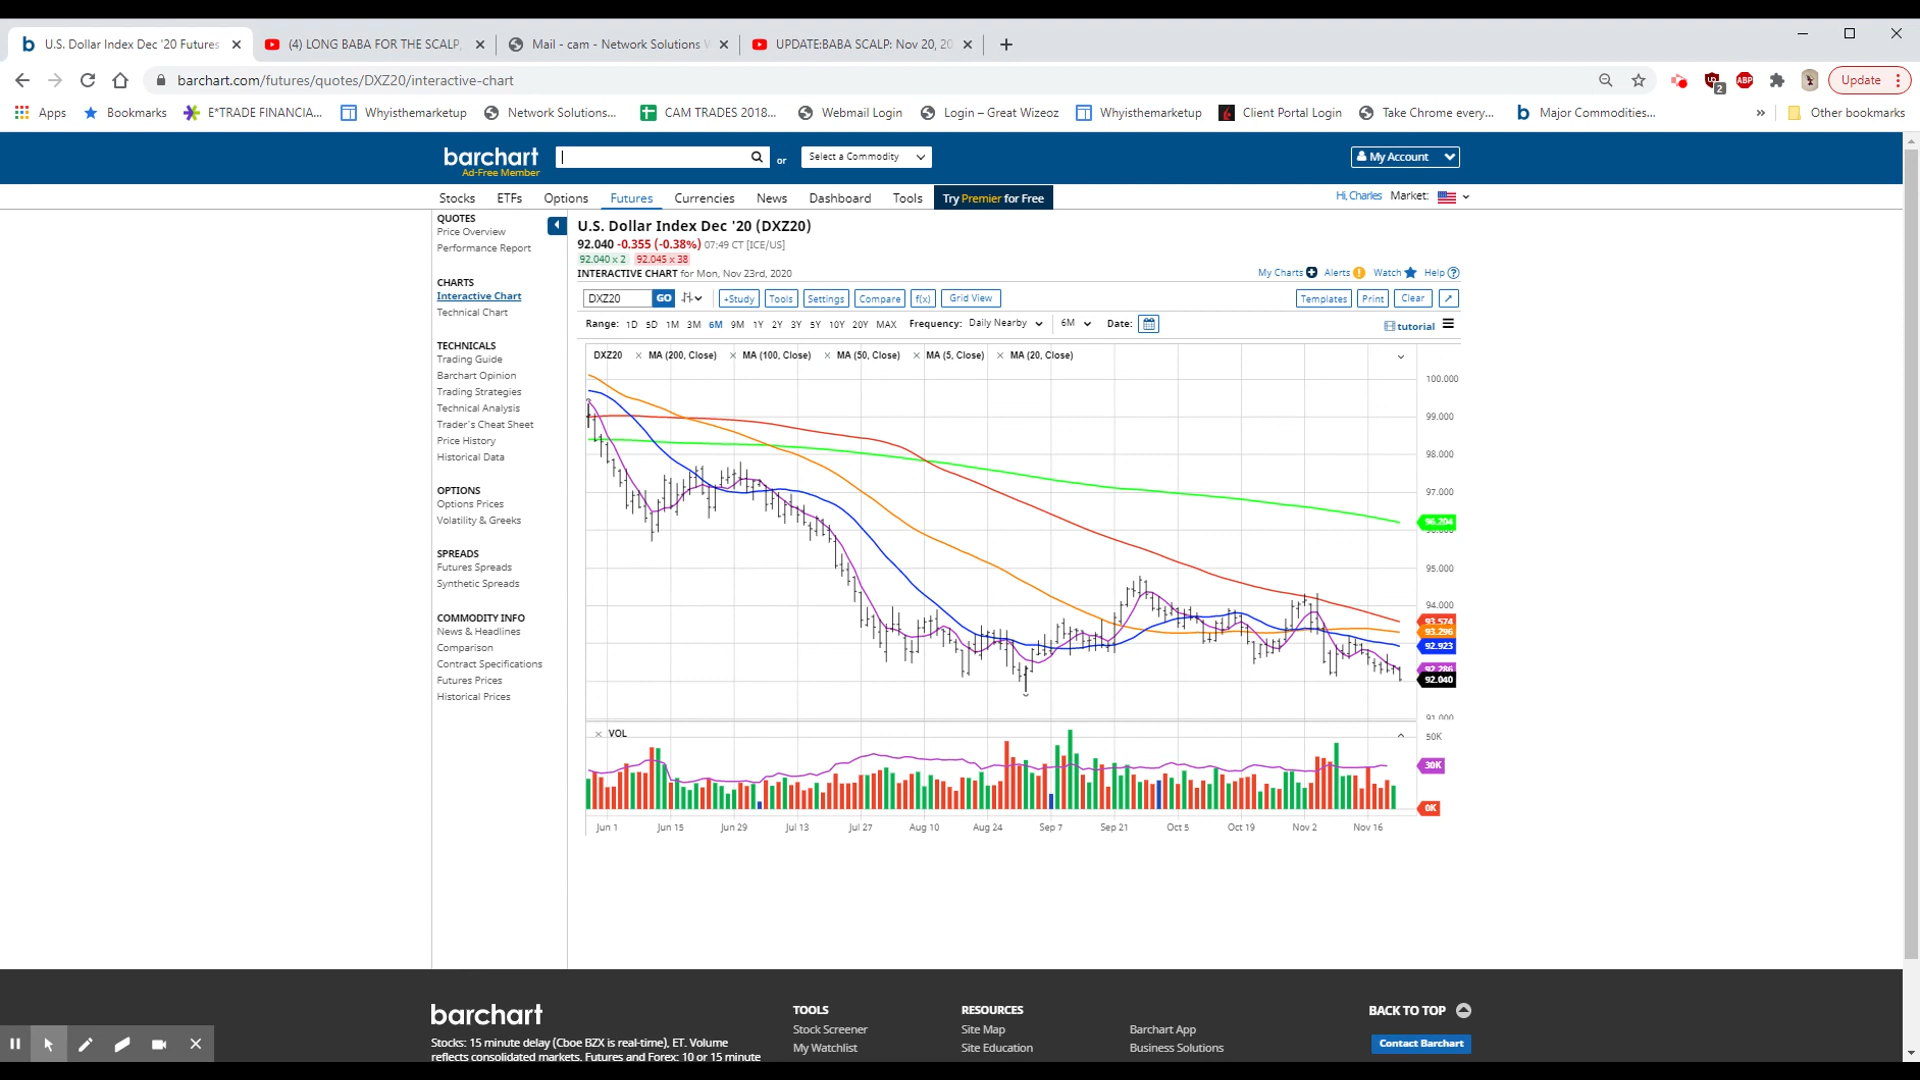 U.S. Dollar Index Dec '20 Futures
(4) LONG BABA FOR THE SCALP,
Mail - cam - Network Solutions
UPDATE:BABA SCALP: Nov 20, 20
barchart.com/futures/quotes/DXZ20/interactive-chart
2
ABP
Update
Apps
Bookmarks
E*TRADE FINANCIA...
Whyisthemarketup
Network Solutions...
CAM TRADES 2018...
Webmail Login
Login – Great Wizeoz
Whyisthemarketup
Client Portal Login
Take Chrome every...
Major Commodities...
»
Other bookmarks
barchart
Ad-Free Member
or
Select a Commodity
My Account
Stocks
ETFs
Options
Futures
Currencies
News
Dashboard
Tools
Try Premier for Free
Hi, Charles
Market:
QUOTES
Price Overview
Performance Report
CHARTS
Interactive Chart
Technical Chart
TECHNICALS
Trading Guide
Barchart Opinion
Trading Strategies
Technical Analysis
Trader's Cheat Sheet
Price History
Historical Data
OPTIONS
Options Prices
Volatility & Greeks
SPREADS
Futures Spreads
Synthetic Spreads
COMMODITY INFO
News & Headlines
Comparison
Contract Specifications
Futures Prices
Historical Prices
U.S. Dollar Index Dec '20 (DXZ20)
92.040 -0.355 (-0.38%) 07:49 CT [ICE/US]
92.040 x 2 92.045 x 38
INTERACTIVE CHART for Mon, Nov 23rd, 2020
My Charts
Alerts
Watch
Help
DXZ20
GO
+Study
Tools
Settings
Compare
f(x)
Grid View
Templates
Print
Clear
Range: 1D 5D 1M 3M 6M 9M 1Y 2Y 3Y 5Y 10Y 20Y MAX Frequency: Daily Nearby 6M Date:
tutorial
DXZ20 × MA (200, Close) × MA (100, Close) × MA (50, Close) × MA (5, Close) × MA (20, Close)
100.000
99.000
98.000
97.000
96.204
96.000
95.000
94.000
93.574
93.296
92.923
92.286
92.040
91.000
× VOL
50K
30K
0K
Jun 1
Jun 15
Jun 29
Jul 13
Jul 27
Aug 10
Aug 24
Sep 7
Sep 21
Oct 5
Oct 19
Nov 2
Nov 16
barchart
Stocks: 15 minute delay (Cboe BZX is real-time), ET. Volume
reflects consolidated markets. Futures and Forex: 10 or 15 minute
TOOLS
Stock Screener
My Watchlist
RESOURCES
Site Map
Site Education
Barchart App
Business Solutions
BACK TO TOP
Contact Barchart